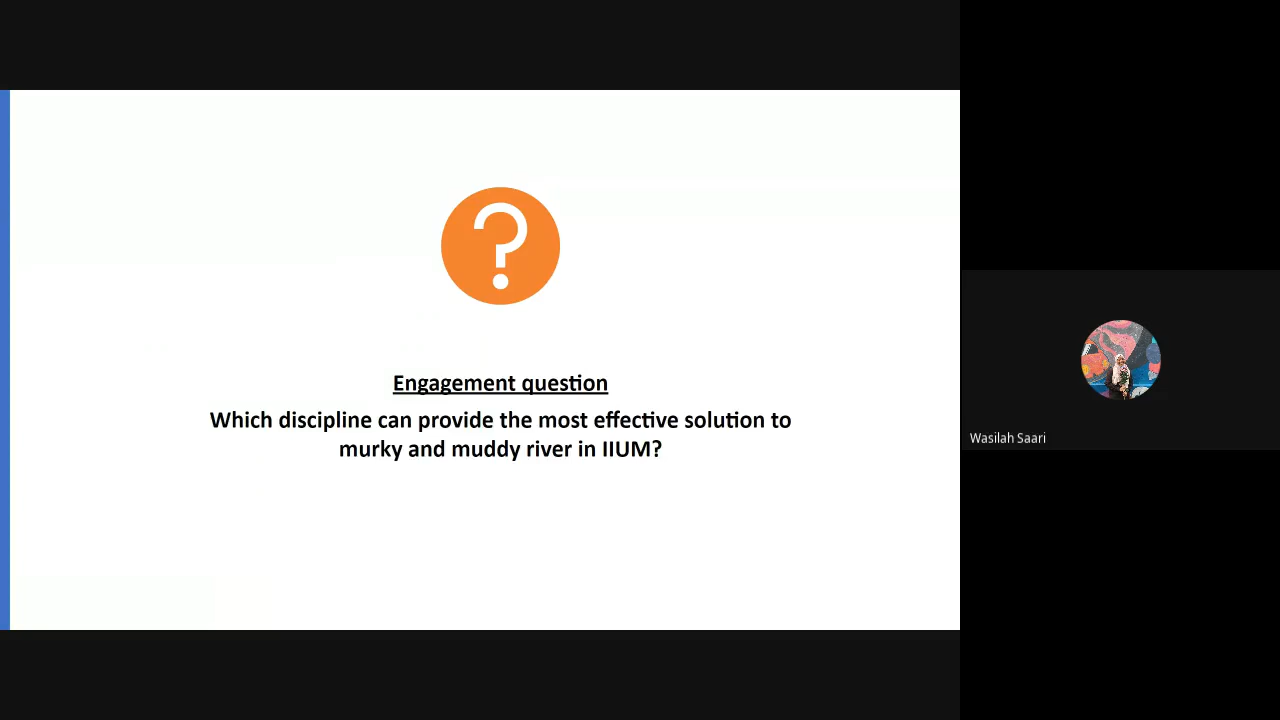 Engagement question
Which discipline can provide the most effective solution to
murky and muddy river in IIUM?
Wasilah Saari